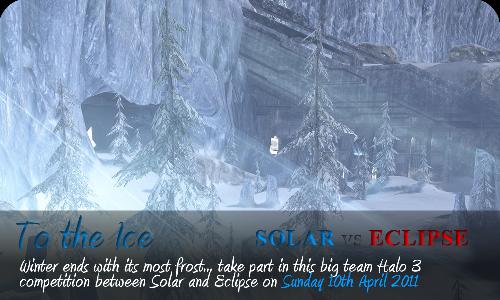 To the Ice
SOLAR vs ECLIPSE
Winter ends with its most frost., take part in this big team Halo 3
competition between Solar and Eclipse on Sunday 10th April 2011